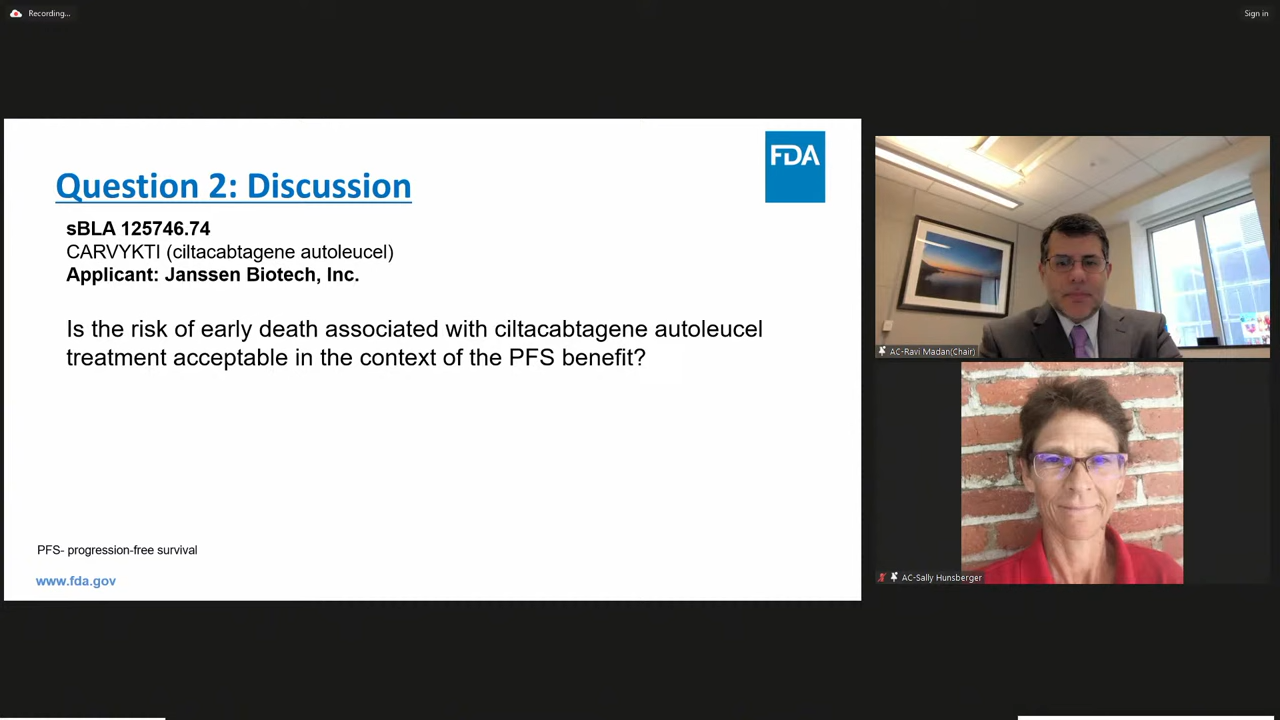 Recording...
Sign in
FDA
Question 2: Discussion
sBLA 125746.74
CARVYKTI (ciltacabtagene autoleucel)
Applicant: Janssen Biotech, Inc.
Is the risk of early death associated with ciltacabtagene autoleucel
treatment acceptable in the context of the PFS benefit?
PFS- progression-free survival
www.fda.gov
AC-Ravi Madan(Chair)
AC-Sally Hunsberger